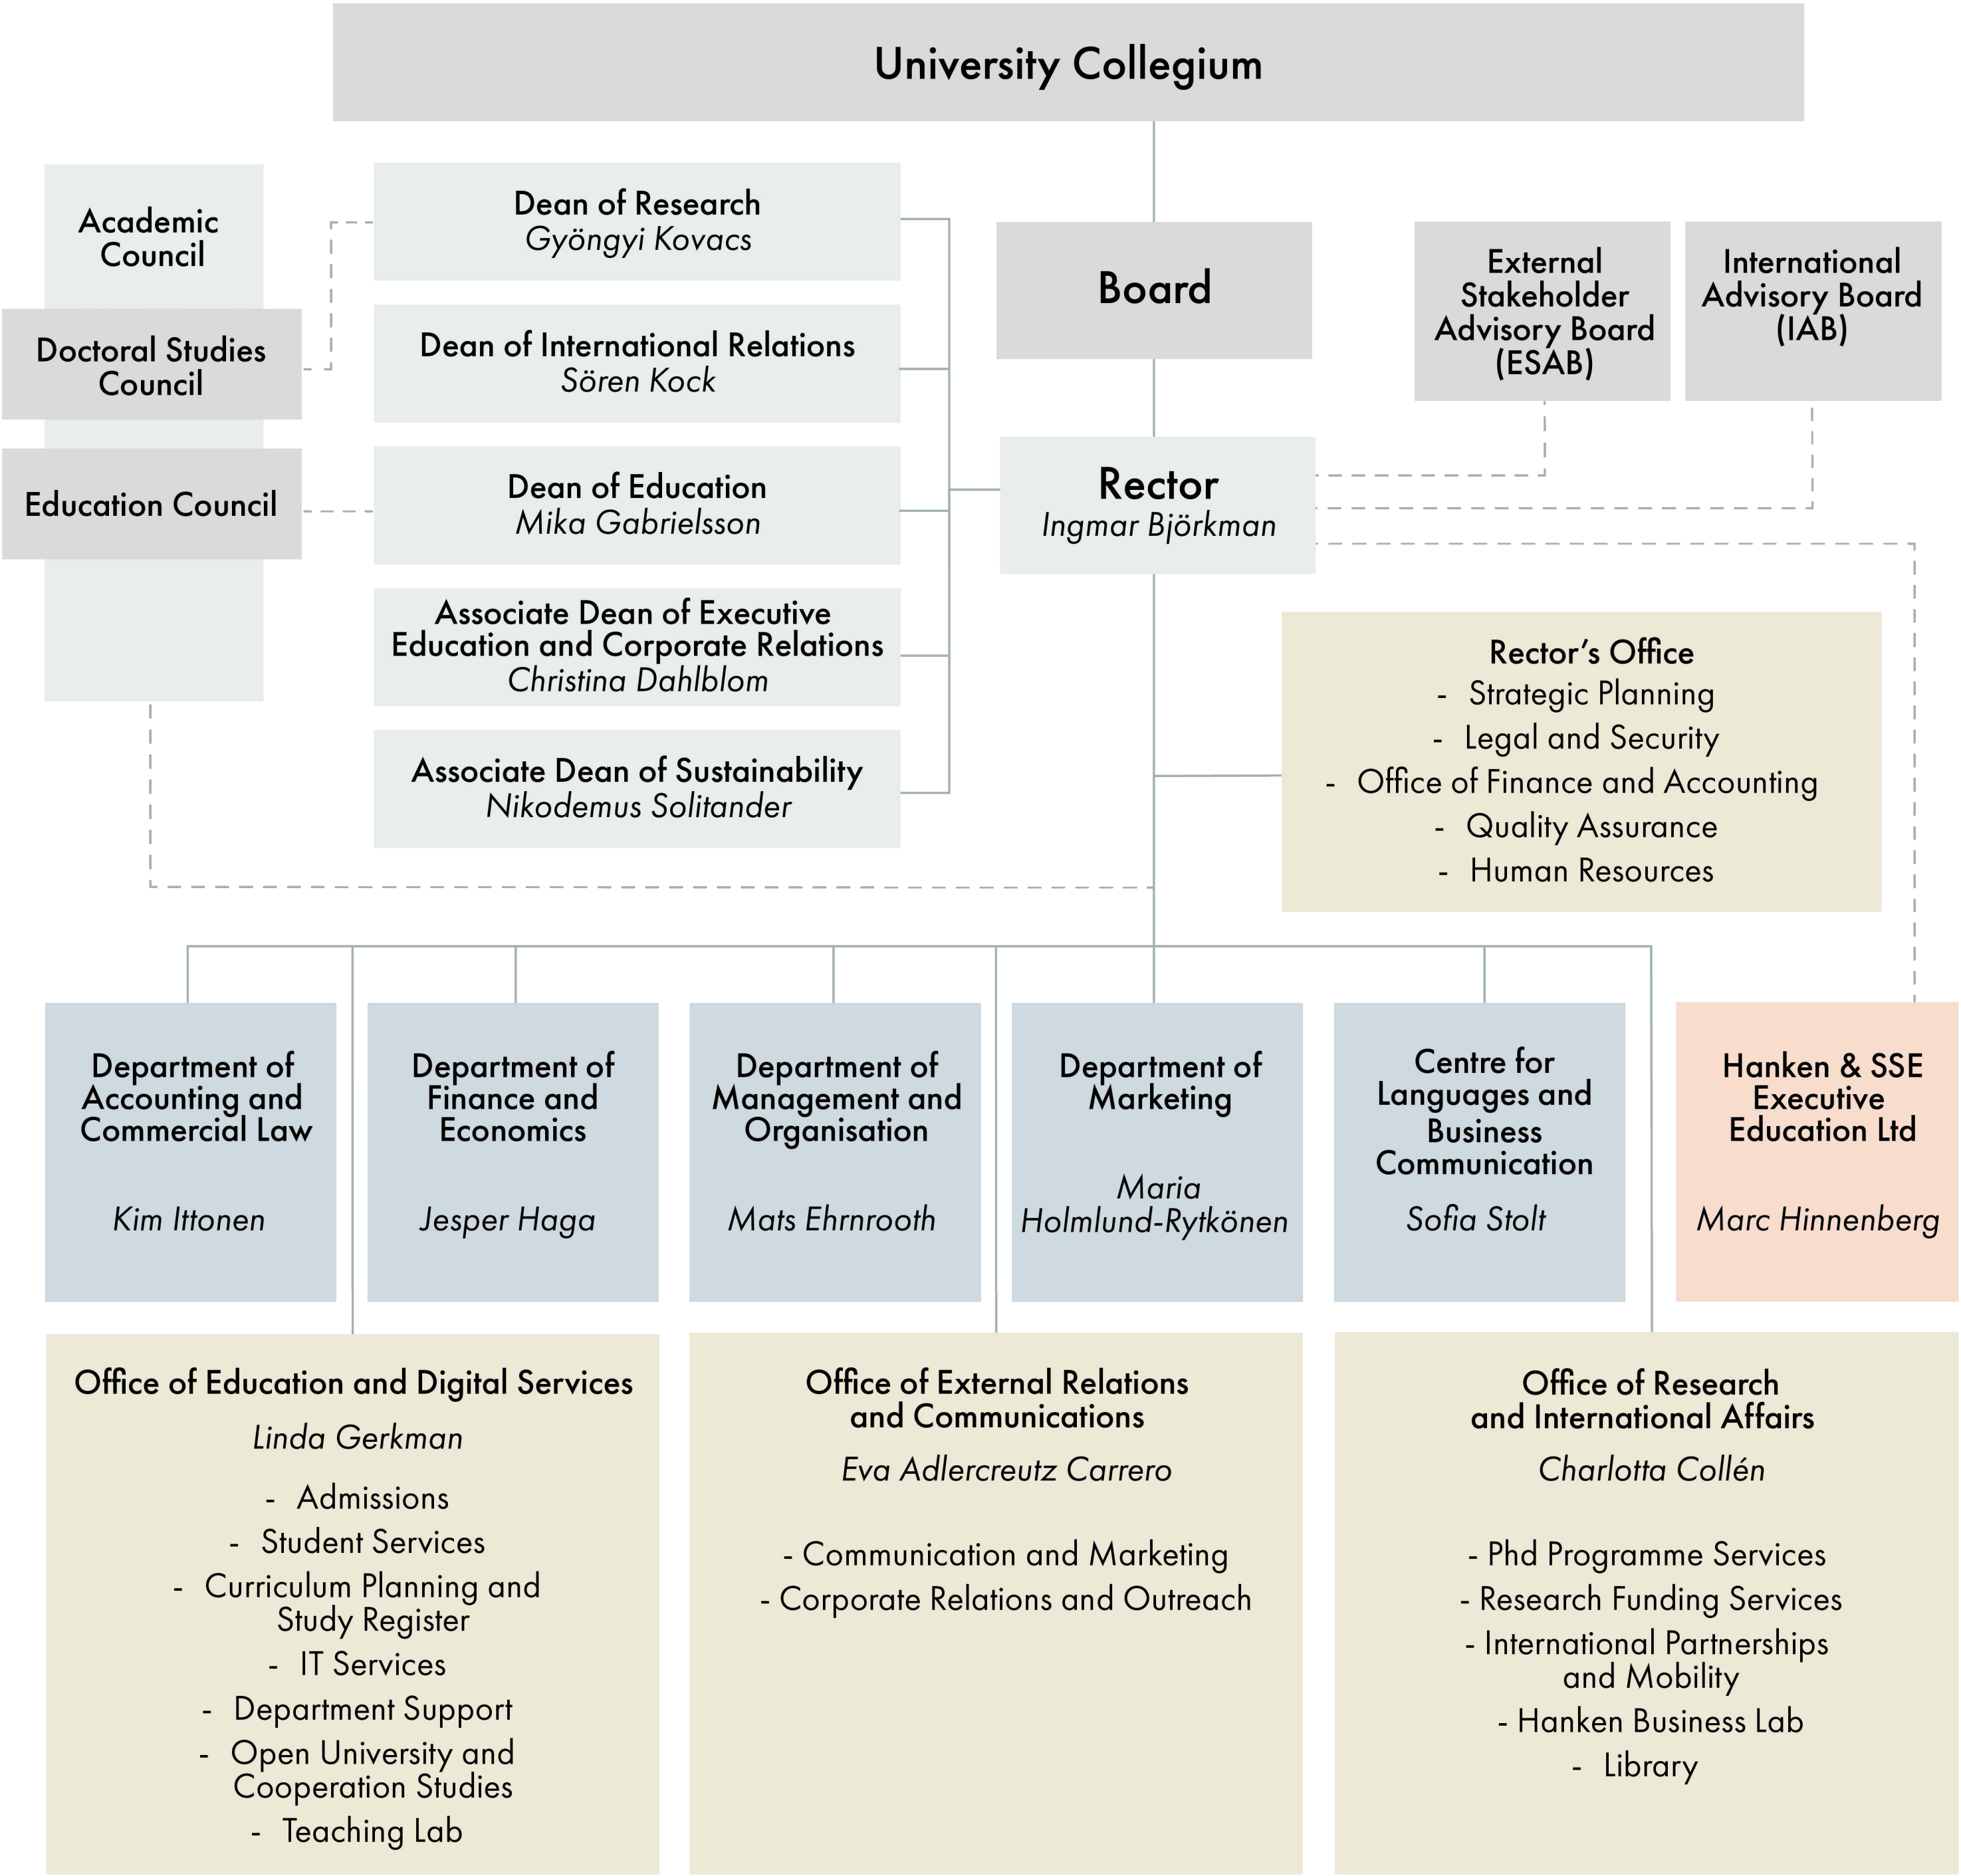 University Collegium
Academic
Council
Doctoral Studies
Council
Education Council
Dean of Research
Gyöngyi Kovacs
Dean of International Relations
Sören Kock
Dean of Education
Mika Gabrielsson
Associate Dean of Executive
Education and Corporate Relations
Christina Dahlblom
Associate Dean of Sustainability
Nikodemus Solitander
Board
Rector
Ingmar Björkman
External
Stakeholder
Advisory Board
(ESAB)
International
Advisory Board
(IAB)
Rector’s Office
- Strategic Planning
- Legal and Security
- Office of Finance and Accounting
- Quality Assurance
- Human Resources
Department of
Accounting and
Commercial Law
Kim Ittonen
Department of
Finance and
Economics
Jesper Haga
Department of
Management and
Organisation
Mats Ehrnrooth
Department of
Marketing
Maria
Holmlund-Rytkönen
Centre for
Languages and
Business
Communication
Sofia Stolt
Hanken & SSE
Executive
Education Ltd
Marc Hinnenberg
Office of Education and Digital Services
Linda Gerkman
- Admissions
- Student Services
- Curriculum Planning and
Study Register
- IT Services
- Department Support
- Open University and
Cooperation Studies
- Teaching Lab
Office of External Relations
and Communications
Eva Adlercreutz Carrero
- Communication and Marketing
- Corporate Relations and Outreach
Office of Research
and International Affairs
Charlotta Collén
- Phd Programme Services
- Research Funding Services
- International Partnerships
and Mobility
- Hanken Business Lab
- Library